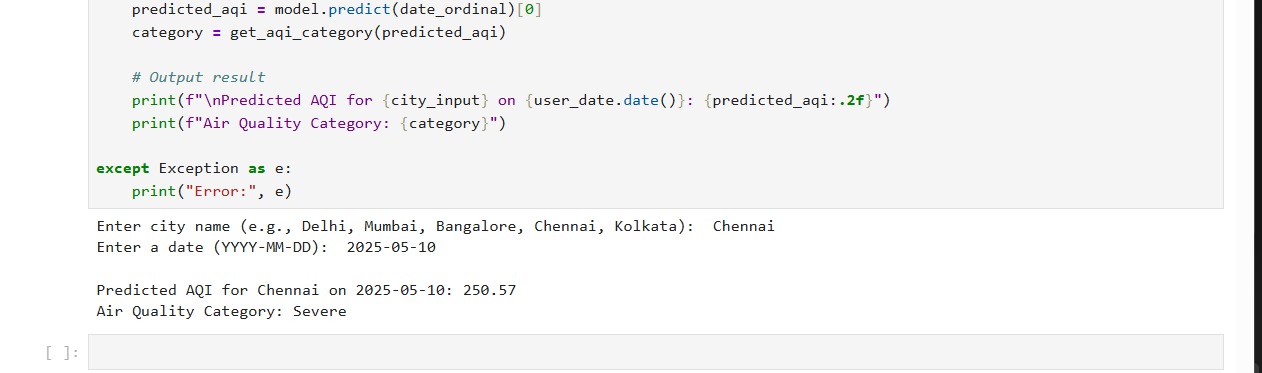 predicted_aqi = model.predict(date_ordinal)[0]
category = get_aqi_category(predicted_aqi)
# Output result
print(f"\nPredicted AQI for {city_input} on {user_date.date()}: {predicted_aqi:.2f}")
print(f"Air Quality Category: {category}")
except Exception as e:
print("Error:", e)
Enter city name (e.g., Delhi, Mumbai, Bangalore, Chennai, Kolkata):  Chennai
Enter a date (YYYY-MM-DD):  2025-05-10
Predicted AQI for Chennai on 2025-05-10: 250.57
Air Quality Category: Severe
[ ]: